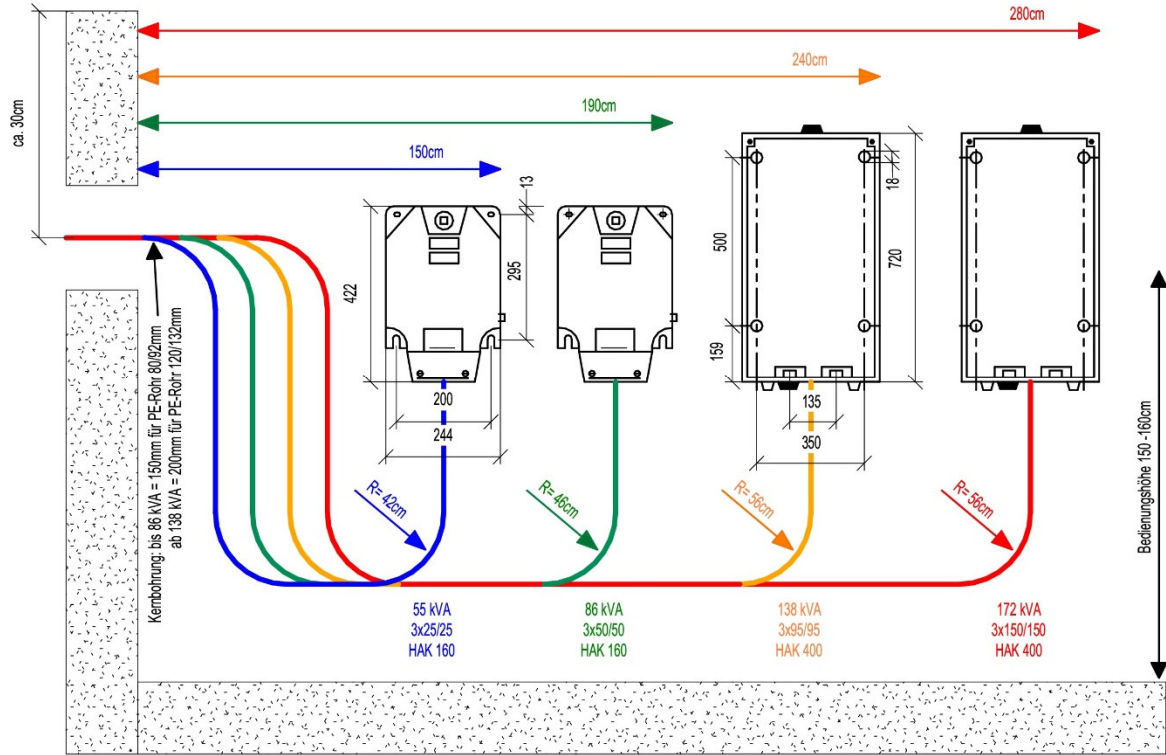 280cm
240cm
190cm
150cm
ca. 30cm
13
18
422
295
500
720
159
200
244
135
350
Kernbohrung: bis 86 kVA = 150mm für PE-Rohr 80/92mm
ab 138 kVA = 200mm für PE-Rohr 120/132mm
R= 42cm
R= 46cm
R= 56cm
R= 56cm
Bedienungshöhe 150 -160cm
55 kVA
3x25/25
HAK 160
86 kVA
3x50/50
HAK 160
138 kVA
3x95/95
HAK 400
172 kVA
3x150/150
HAK 400